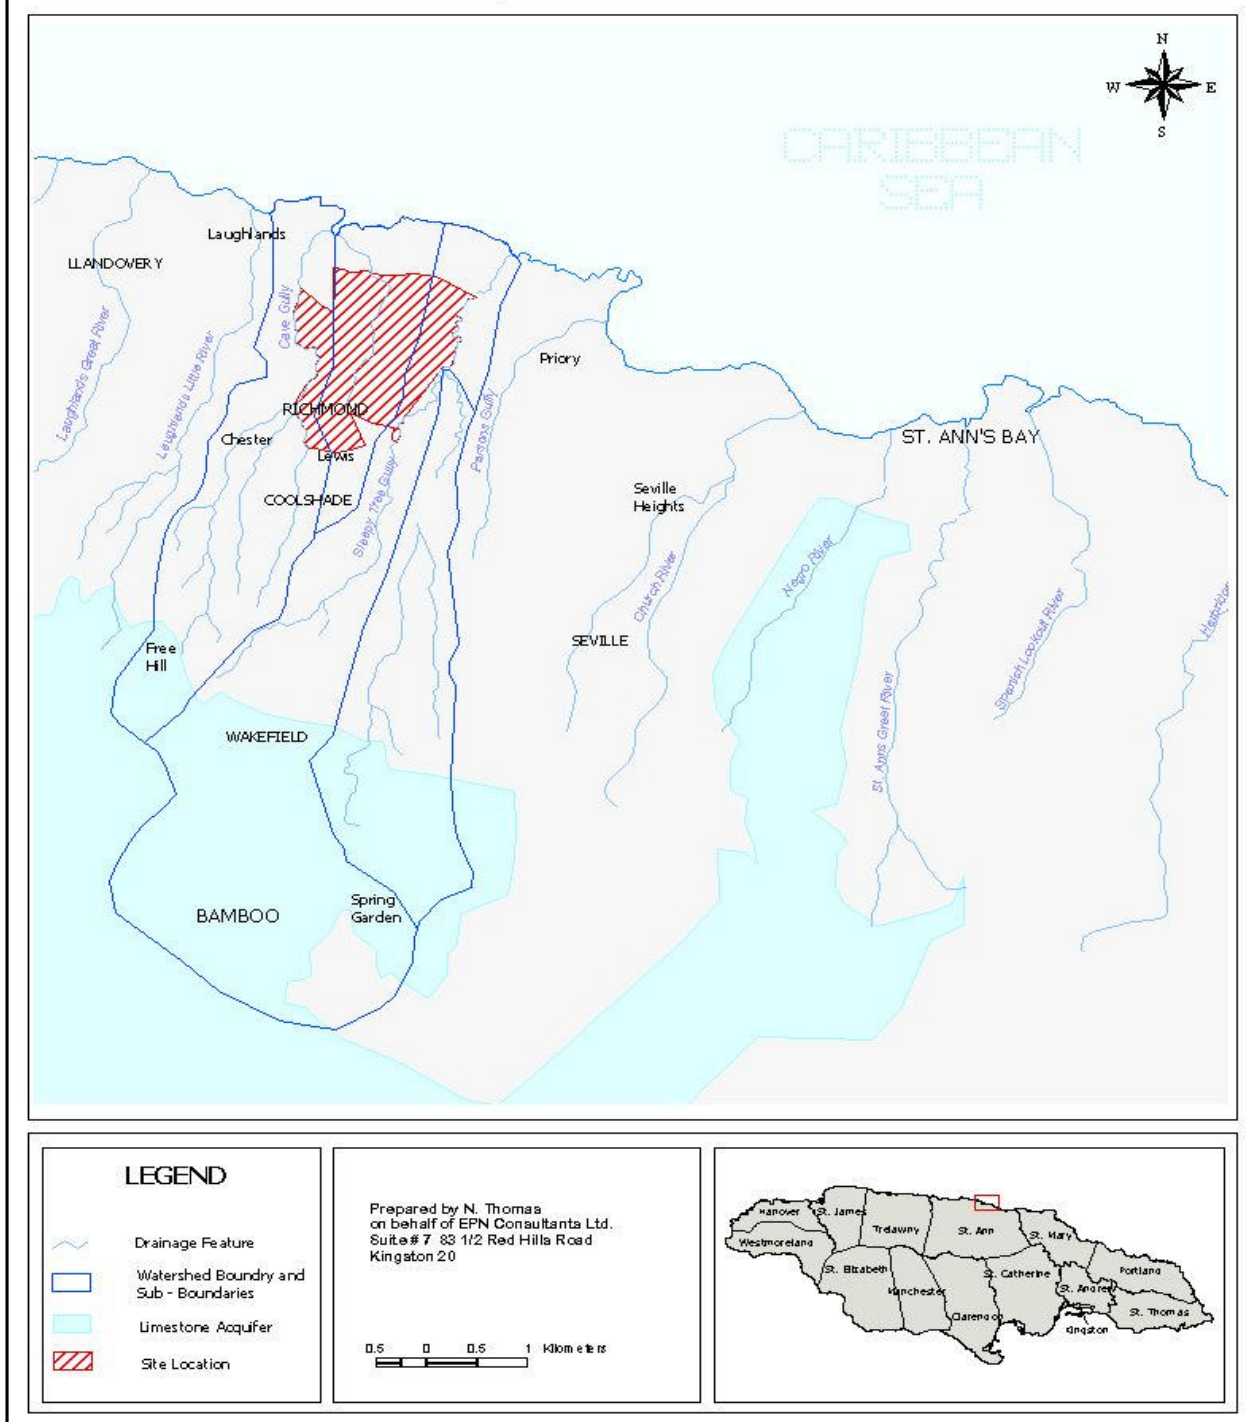 N
W E
S
CARIBBEAN
SEA
Laughlands
LLANDOVERY
Cave Gully
Laughlands Great River
Laughlands Little River
Priory
RICHMOND
Chester
Lewis
Parsons Gully
ST. ANN'S BAY
COOLSHADE
Sleepy Tree Gully
Seville
Heights
Negro River
Church River
Spanish Lookout River
SEVILLE
Free
Hill
St. Anns Great River
WAKEFIELD
Spring
Garden
BAMBOO
LEGEND
Drainage Feature
Watershed Boundry and
Sub - Boundaries
Limestone Acquifer
Site Location
Prepared by N. Thomas
on behalf of EPN Consultanta Ltd.
Suite # 7 83 1/2 Red Hills Road
Kingston 20
0.5 0 0.5 1 Kilometers
Hanover
St. James
Trelawny
St. Ann
St. Mary
Westmoreland
St. Elizabeth
Manchester
St. Catherine
Portland
St. Andrew
Clarendon
St. Thomas
Kingston